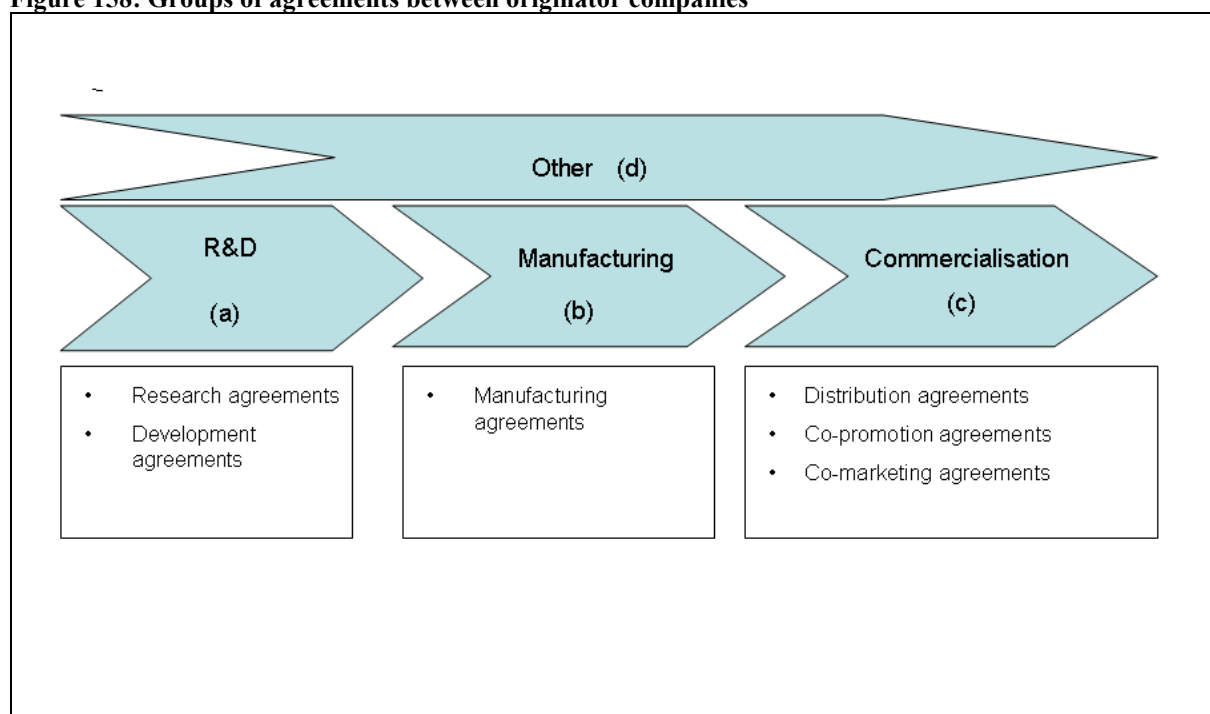 Figure 138: Groups of agreements between originator companies
Other (d)
R&D
(a)
Manufacturing
(b)
Commercialisation
(c)
• Research agreements
• Development
agreements
• Manufacturing
agreements
• Distribution agreements
• Co-promotion agreements
• Co-marketing agreements